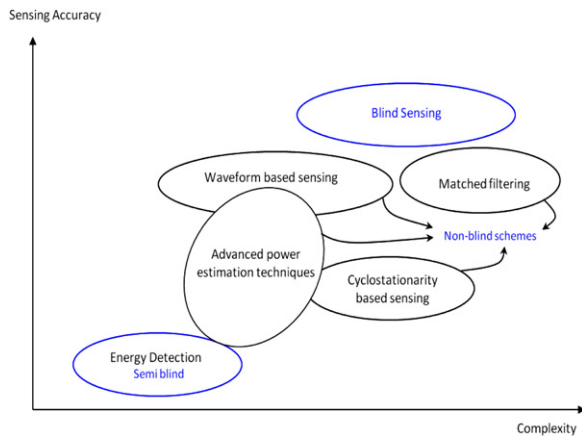 Sensing Accuracy
Blind Sensing
Waveform based sensing
Matched filtering
Non-blind schemes
Advanced power
estimation techniques
Cyclostationarity
based sensing
Energy Detection
Semi blind
Complexity